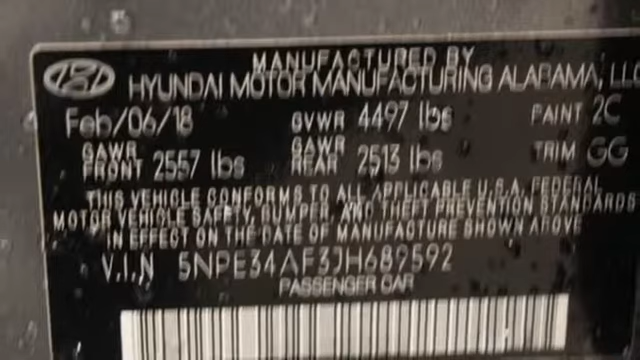 MANUFACTURED BY
HYUNDAI MOTOR MANUFACTURING ALABAMA, LLC
Feb/06/18 GVWR 4497 lbs PAINT 2C
GAWR FRONT 2557 lbs GAWR REAR 2513 lbs TRIM GG
THIS VEHICLE CONFORMS TO ALL APPLICABLE U.S.A. FEDERAL
MOTOR VEHICLE SAFETY, BUMPER, AND THEFT PREVENTION STANDARDS
IN EFFECT ON THE DATE OF MANUFACTURE SHOWN ABOVE
V.I.N 5NPE34AF3JH689592
PASSENGER CAR